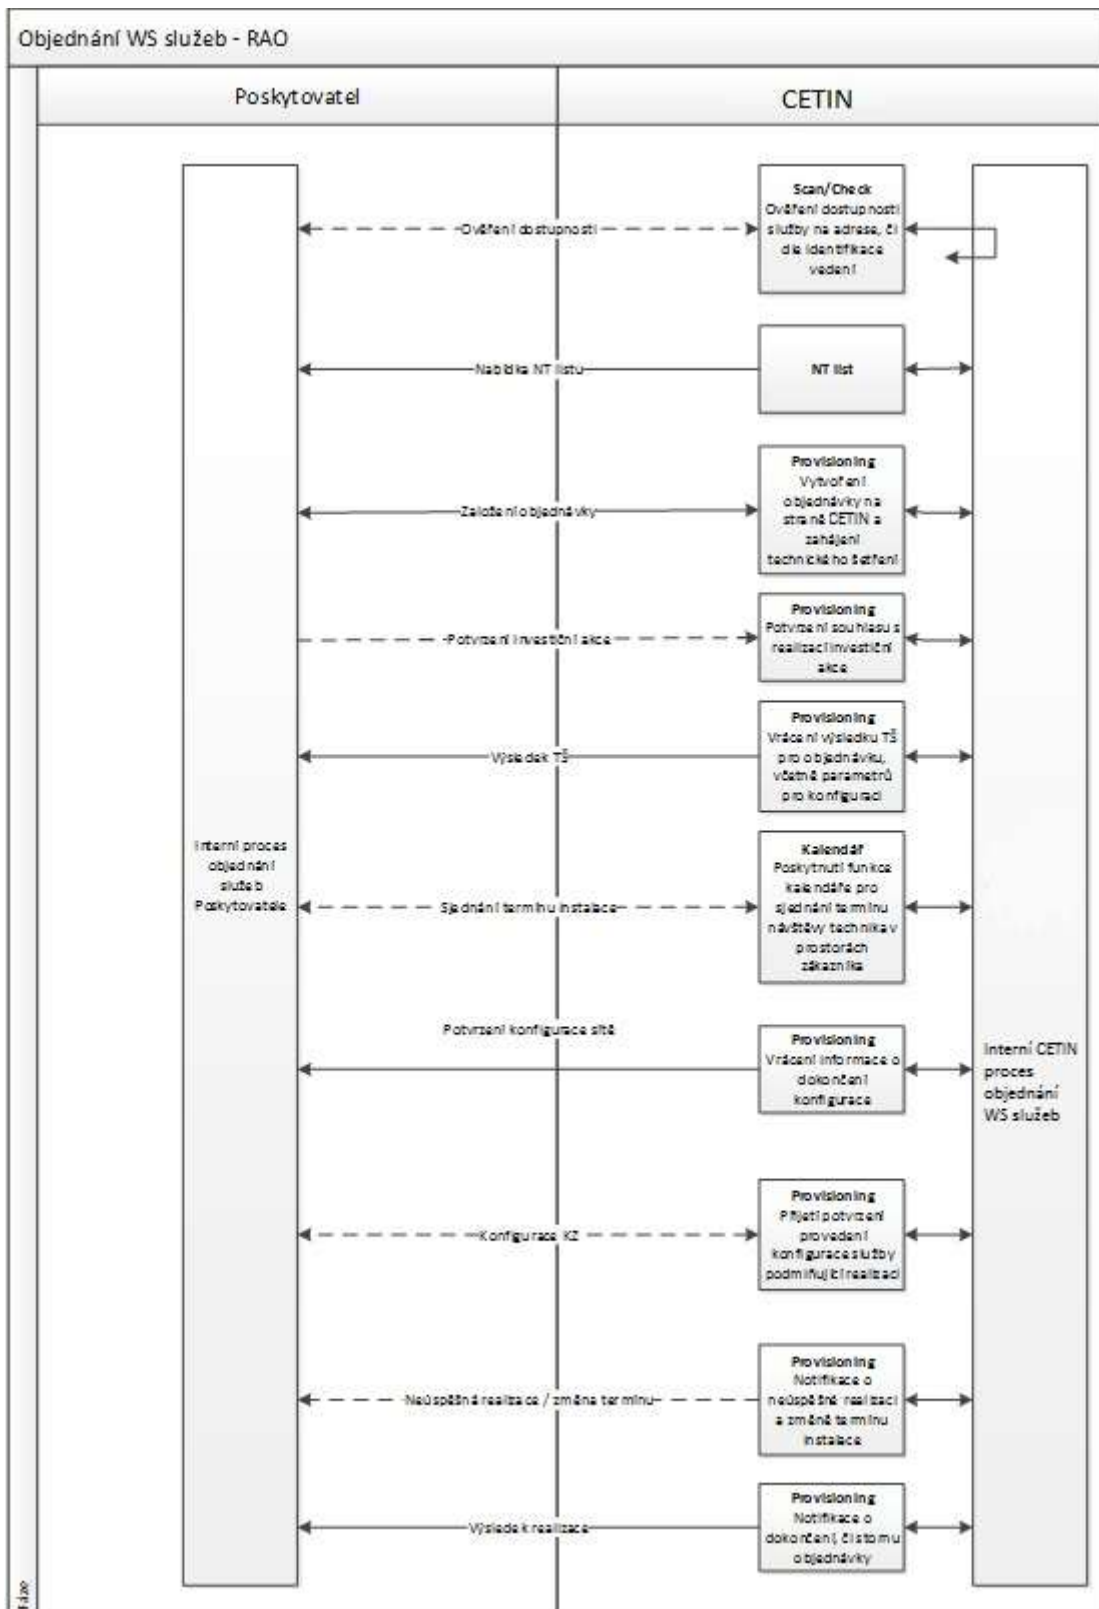 Objednání WS služeb - RAO
Poskytovatel
CETIN
Scan/Check
Ověření dostupnosti
služby na adrese, či
dle identifikace
vedení
Ověření dostupnosti
Nabídka NT listu
NT list
Provisioning
Vytvoření
objednávky na
straně CETIN a
zahájení
technického šetření
Založení objednávky
Provisioning
Potvrzení souhlasu s
realizací investiční
akce
Potvrzení investiční akce
Provisioning
Vrácení výsledku TŠ
pro objednávku,
včetně parametrů
pro konfiguraci
Výsledek TŠ
Interní proces
objednání
služeb
Poskytovatele
Kalendář
Poskytnutí funkce
kalendáře pro
sjednání termínu
návštěvy technika v
prostorách
zákazníka
Sjednání termínu instalace
Potvrzení konfigurace sítě
Provisioning
Vrácení informace o
dokončení
konfigurace
Interní CETIN
proces
objednání
WS služeb
Provisioning
Přijetí potvrzení
provedení
konfigurace služby
podmiňující realizaci
Konfigurace KZ
Provisioning
Notifikace o
neúspěšné realizaci
a změně termínu
instalace
Neúspěšná realizace / změna termínu
Provisioning
Notifikace o
dokončení, či stornu
objednávky
Výsledek realizace
Fáze